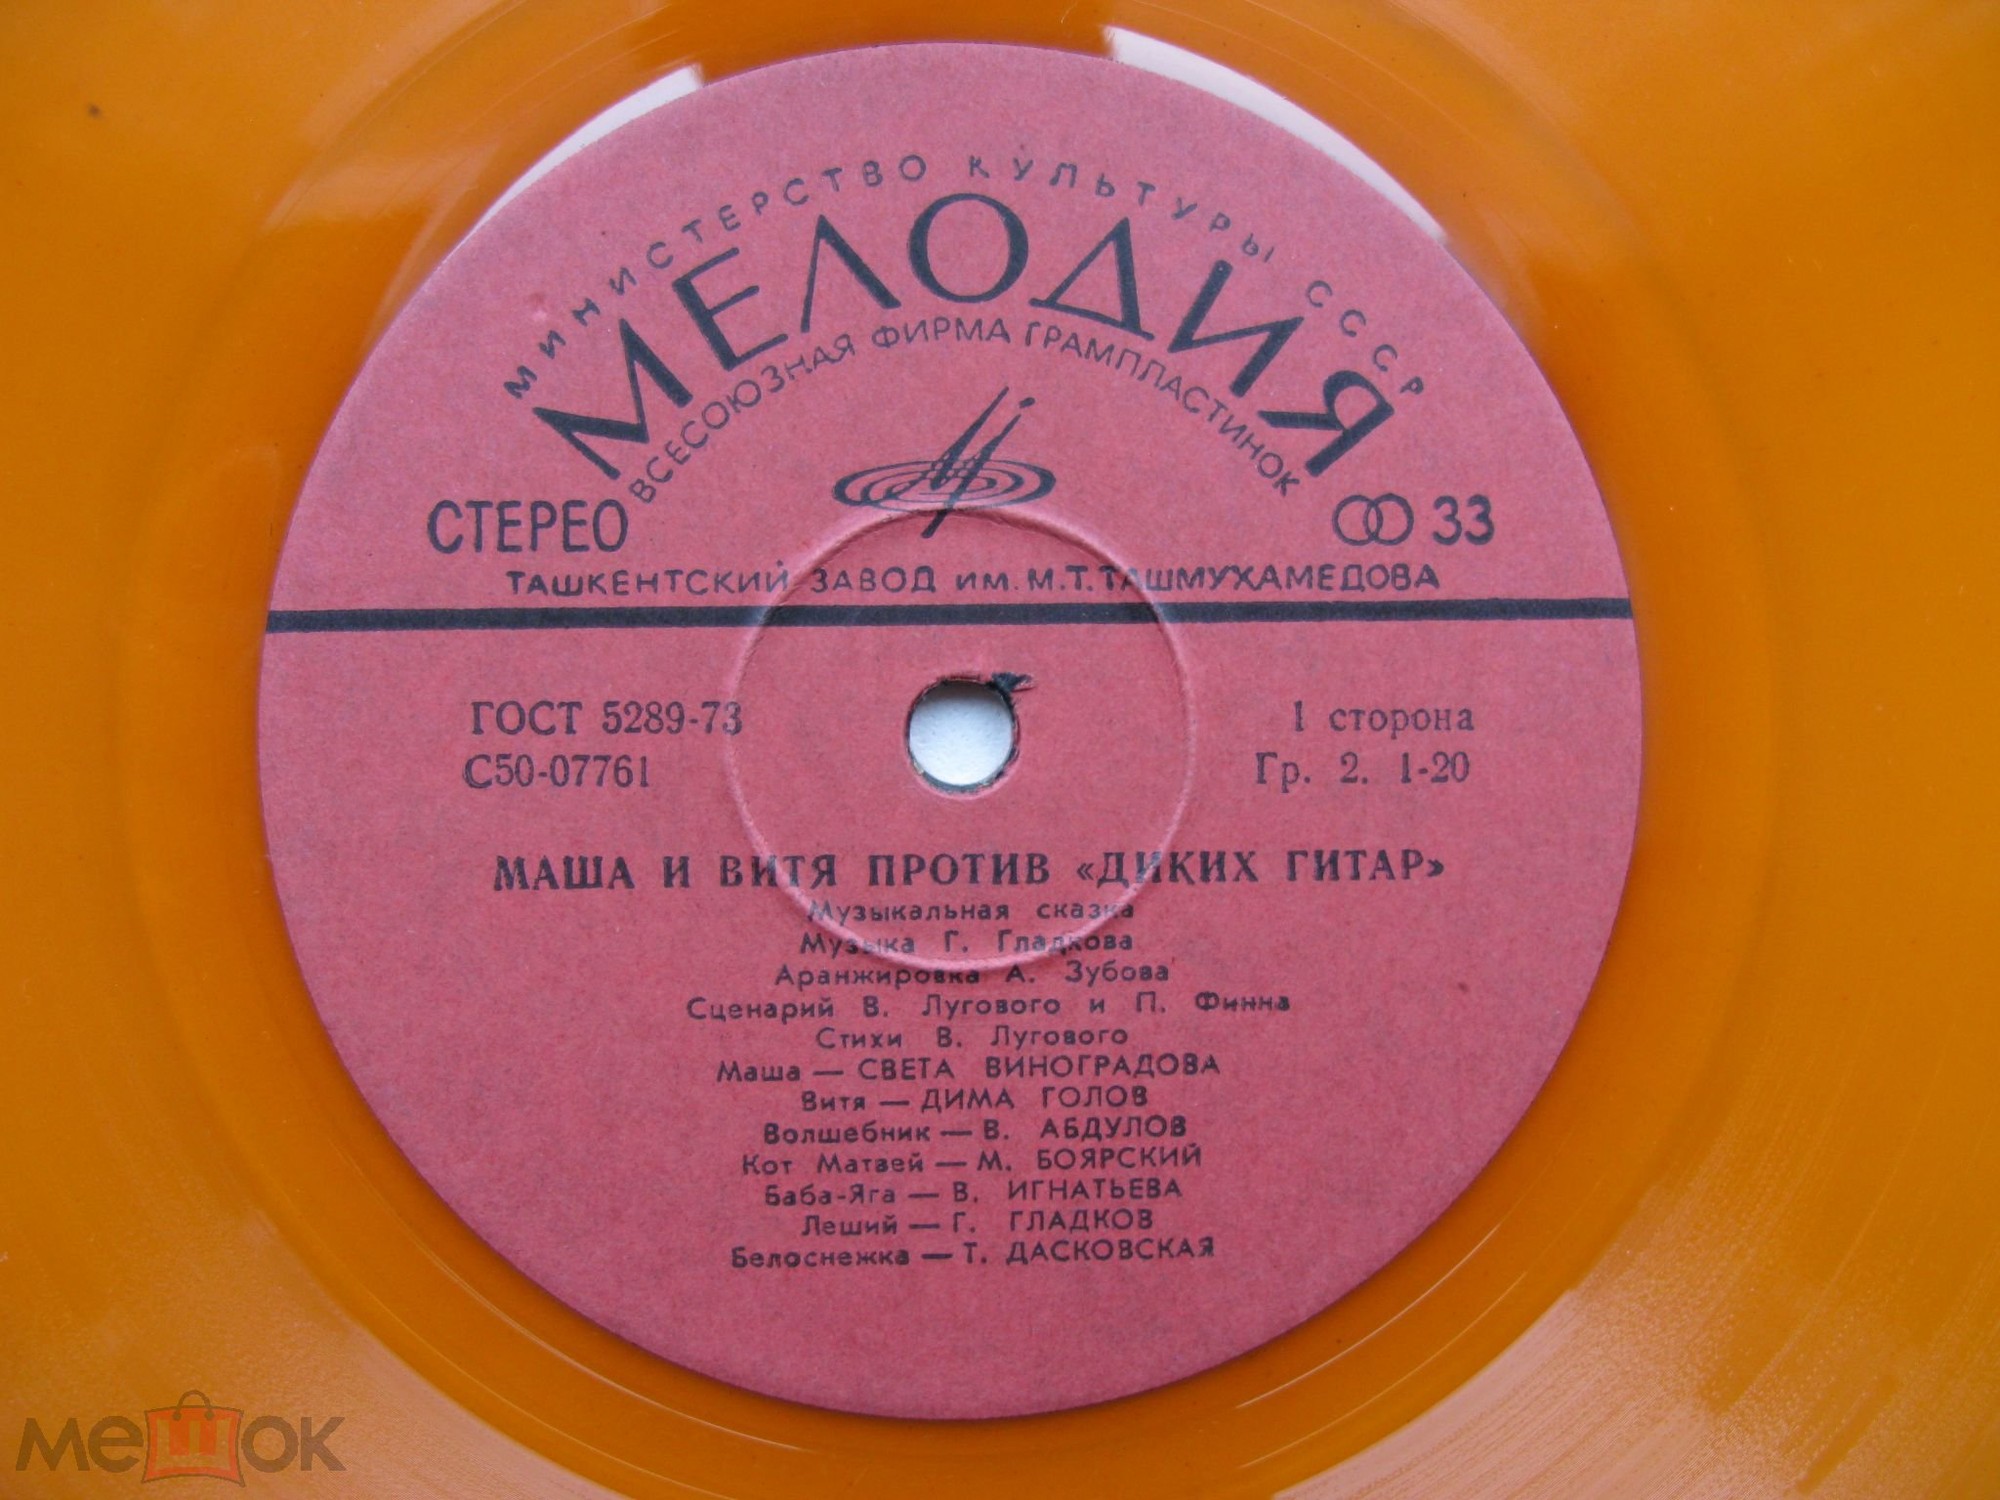 МИНИСТЕРСТВО КУЛЬТУРЫ СССР
МЕЛОДИЯ
ВСЕСОЮЗНАЯ ФИРМА ГРАМПЛАСТИНОК
СТЕРЕО
33
ТАШКЕНТСКИЙ ЗАВОД ИМ. М.Т. ТАШМУХАМЕДОВА
ГОСТ 5289-73
1 сторона
С50-07761
Гр. 2. 1-20
МАША И ВИТЯ ПРОТИВ «ДИКИХ ГИТАР»
Музыкальная сказка
Музыка Г. Гладкова
Аранжировка А. Зубова
Сценарий В. Лугового и П. Финна
Стихи В. Лугового
Маша — СВЕТА ВИНОГРАДОВА
Витя — ДИМА ГОЛОВ
Волшебник — В. АБДУЛОВ
Кот Матвей — М. БОЯРСКИЙ
Баба-Яга — В. ИГНАТЬЕВА
Леший — Г. ГЛАДКОВ
Белоснежка — Т. ДАСКОВСКАЯ
мешок